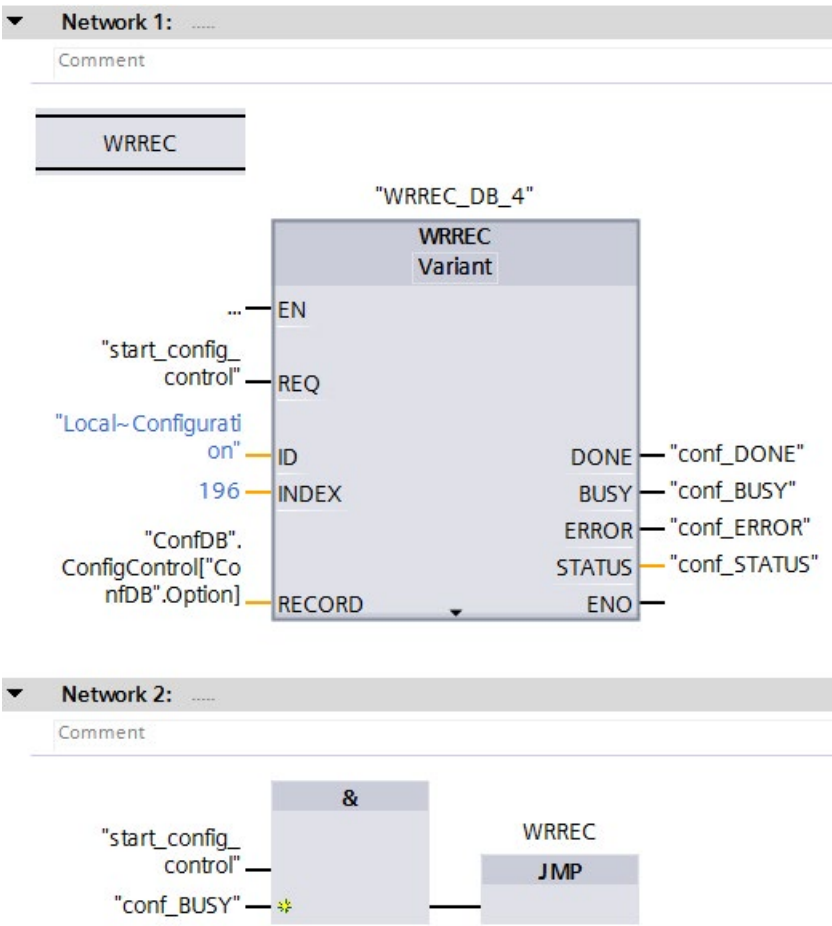 Network 1: .....
Comment
WRREC
"WRREC_DB_4"
WRREC
Variant
... EN
"start_config_
control" REQ
"Local~Configurati
on" ID DONE "conf_DONE"
196 INDEX BUSY "conf_BUSY"
ERROR "conf_ERROR"
"ConfDB".
ConfigControl["Co
STATUS "conf_STATUS"
nfDB".Option] RECORD ENO
Network 2: .....
Comment
&
"start_config_
control"
WRREC
JMP
"conf_BUSY"